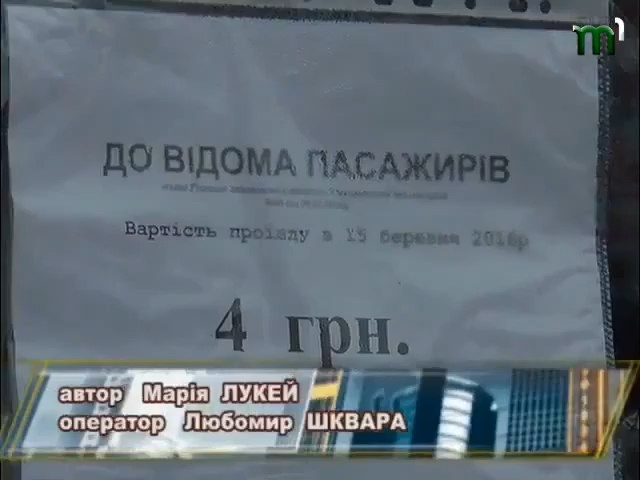 ДО ВІДОМА ПАСАЖИРІВ
Вартість проїзду в 15 березня 2016р
4 грн.
автор Марія ЛУКЕЙ
оператор Любомир ШКВАРА